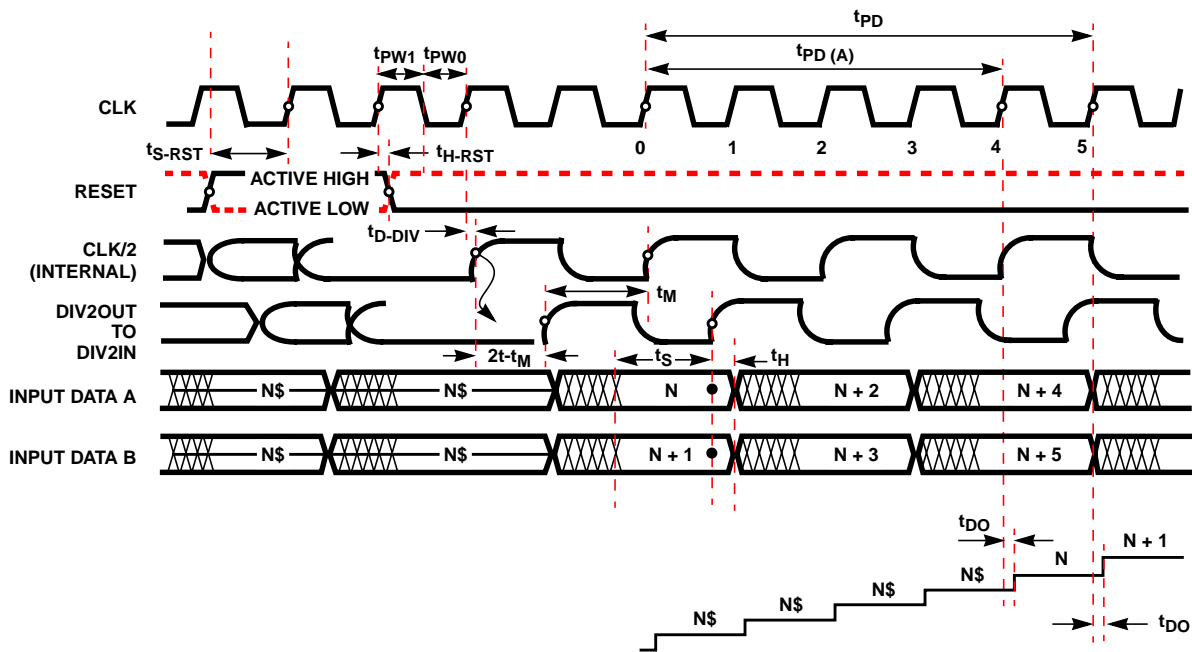 tPD
tPD (A)
tPW1 tPW0
CLK
0 1 2 3 4 5
tS-RST
tH-RST
RESET
ACTIVE HIGH
ACTIVE LOW
tD-DIV
CLK/2
(INTERNAL)
tM
DIV2OUT
TO
DIV2IN
2t-tM
tS
tH
INPUT DATA A
N$ N$ N N + 2 N + 4
INPUT DATA B
N$ N$ N + 1 N + 3 N + 5
tDO
N$ N$ N$ N$ N N + 1
tDO